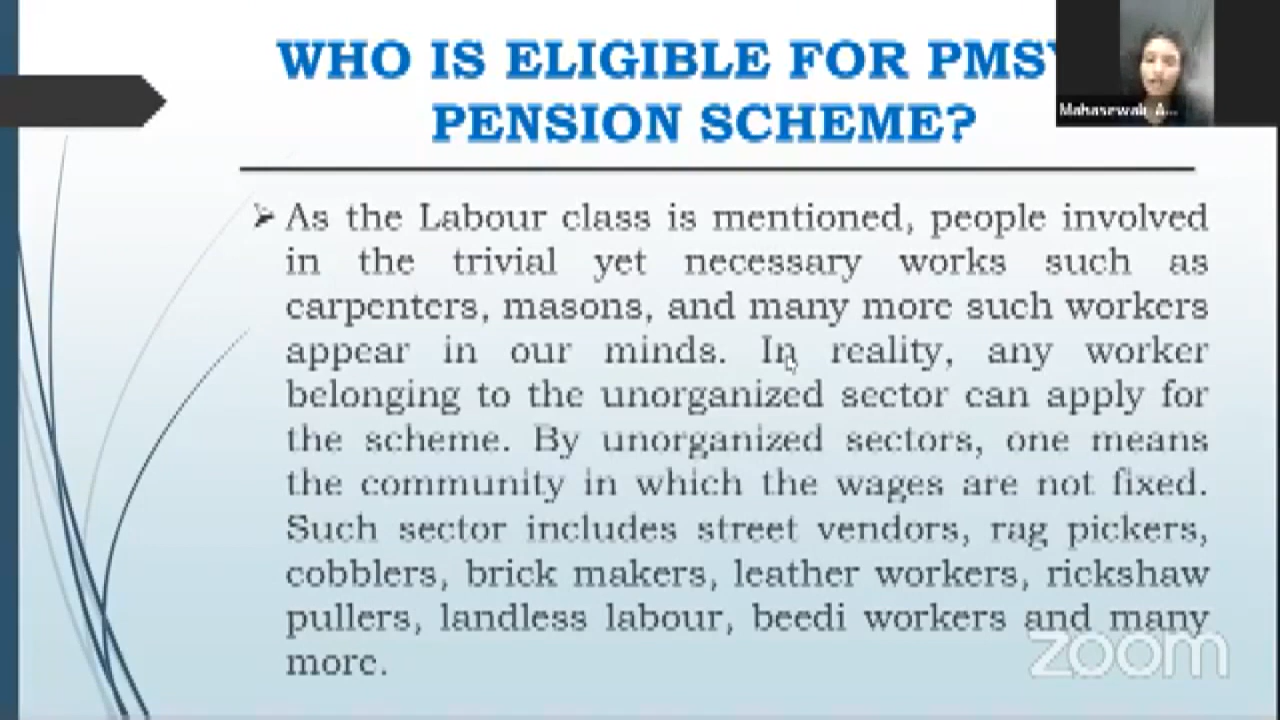 WHO IS ELIGIBLE FOR
PENSION SCHEME?
Mahasewak A...
➢ As the Labour class is mentioned, people involved
in the trivial yet necessary works such as
carpenters, masons, and many more such workers
appear in our minds. In reality, any worker
belonging to the unorganized sector can apply for
the scheme. By unorganized sectors, one means
the community in which the wages are not fixed.
Such sector includes street vendors, rag pickers,
cobblers, brick makers, leather workers, rickshaw
pullers, landless labour, beedi workers and many
more.
zoom